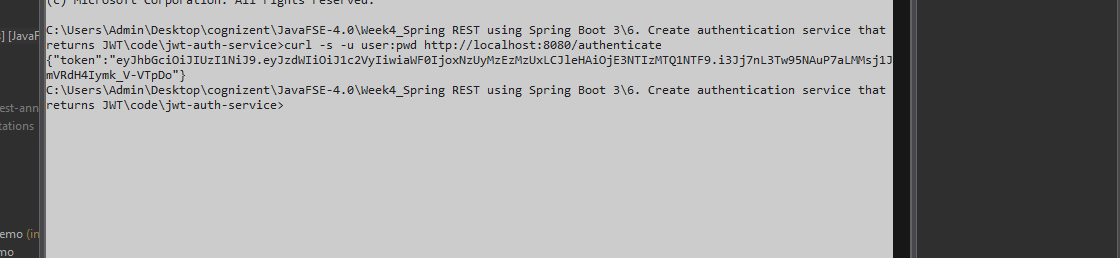 (c) Microsoft Corporation. All rights reserved.
C:\Users\Admin\Desktop\cognizent\JavaFSE-4.0\Week4_Spring REST using Spring Boot 3\6. Create authentication service that
returns JWT\code\jwt-auth-service>curl -s -u user:pwd http://localhost:8080/authenticate
{"token":"eyJhbGciOiJIUzI1NiJ9.eyJzdWIiOiJ1c2VyIiwiaWF0IjoxNzUyMzEzMzUxLCJleHAiOjE3NTIzMTQ1NTF9.i3Jj7nL3Tw95NAuP7aLMMsj1J
mVRdH4Iymk_V-VTpDo"}
C:\Users\Admin\Desktop\cognizent\JavaFSE-4.0\Week4_Spring REST using Spring Boot 3\6. Create authentication service that
returns JWT\code\jwt-auth-service>
] [JavaF
est-ann
tations
emo (in
mo